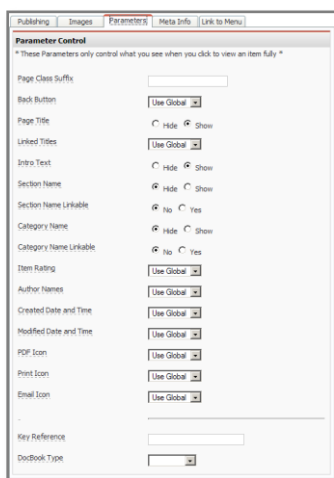 Publishing Images Parameters Meta Info Link to Menu
Parameter Control
* These Parameters only control what you see when you click to view an item fully *
Page Class Suffix
Back Button Use Global
Page Title Hide Show
Linked Titles Use Global
Intro Text Hide Show
Section Name Hide Show
Section Name Linkable No Yes
Category Name Hide Show
Category Name Linkable No Yes
Item Rating Use Global
Author Names Use Global
Created Date and Time Use Global
Modified Date and Time Use Global
PDF Icon Use Global
Print Icon Use Global
Email Icon Use Global
.
Key Reference
DocBook Type